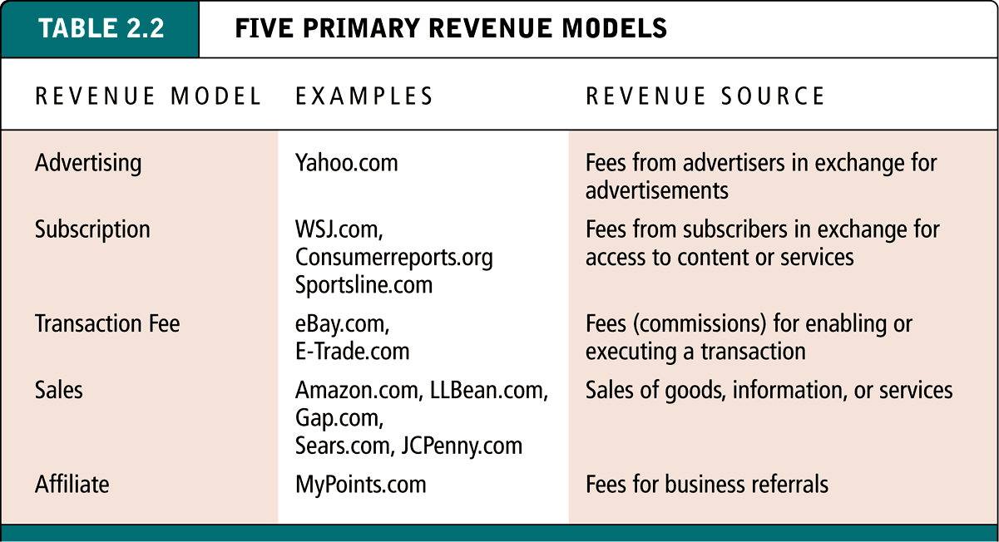 TABLE 2.2 FIVE PRIMARY REVENUE MODELS
REVENUE MODEL EXAMPLES REVENUE SOURCE
Advertising Yahoo.com Fees from advertisers in exchange for
advertisements
Subscription WSJ.com, Fees from subscribers in exchange for
Consumerreports.org access to content or services
Sportsline.com
Transaction Fee eBay.com, Fees (commissions) for enabling or
E-Trade.com executing a transaction
Sales Amazon.com, LLBean.com, Sales of goods, information, or services
Gap.com,
Sears.com, JCPenny.com
Affiliate MyPoints.com Fees for business referrals